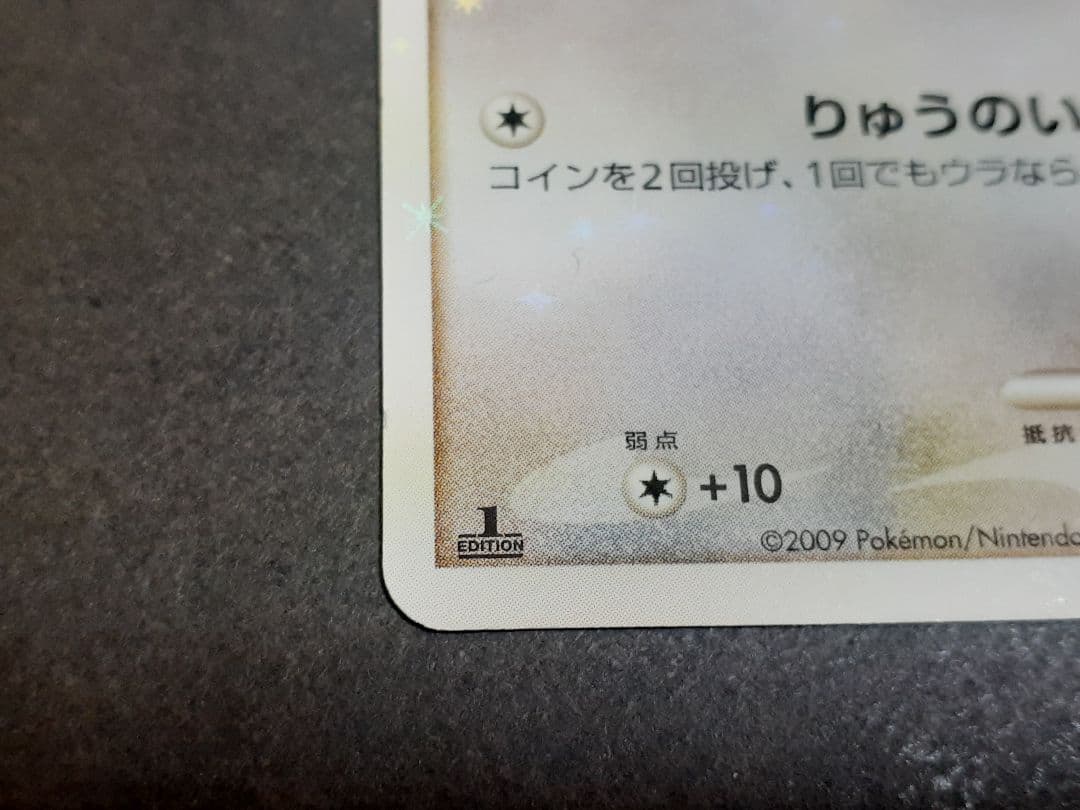 りゅうのい
コインを2回投げ、1回でもウラなら
弱点
抵抗
+10
1
EDITION
©2009 Pokémon/Nintendo